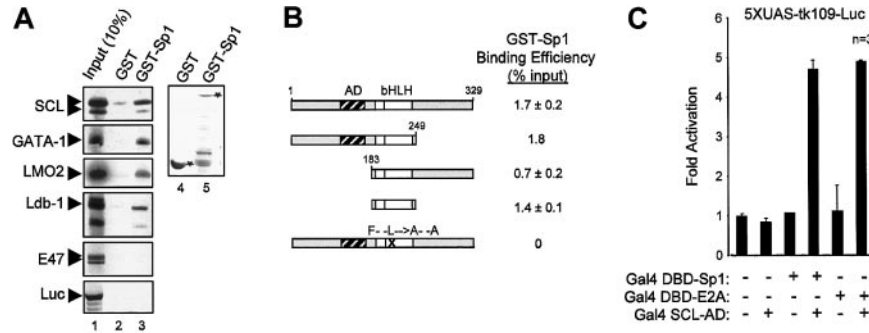 A
Input (10%)
GST
GST-Sp1
GST
GST-Sp1
SCL
GATA-1
LMO2
Ldb-1
E47
Luc
1 2 3
4 5
*
*
B
GST-Sp1
Binding Efficiency
(% input)
AD bHLH
1 329
1.7 ± 0.2
249
1.8
183
0.7 ± 0.2
1.4 ± 0.1
F- -L--->A- -A
X
0
C
5XUAS-tk109-Luc
n=3
Fold Activation
6
5
4
3
2
1
0
Gal4 DBD-Sp1: - - + + - -
Gal4 DBD-E2A: - - - - + +
Gal4 SCL-AD: - + - + - +